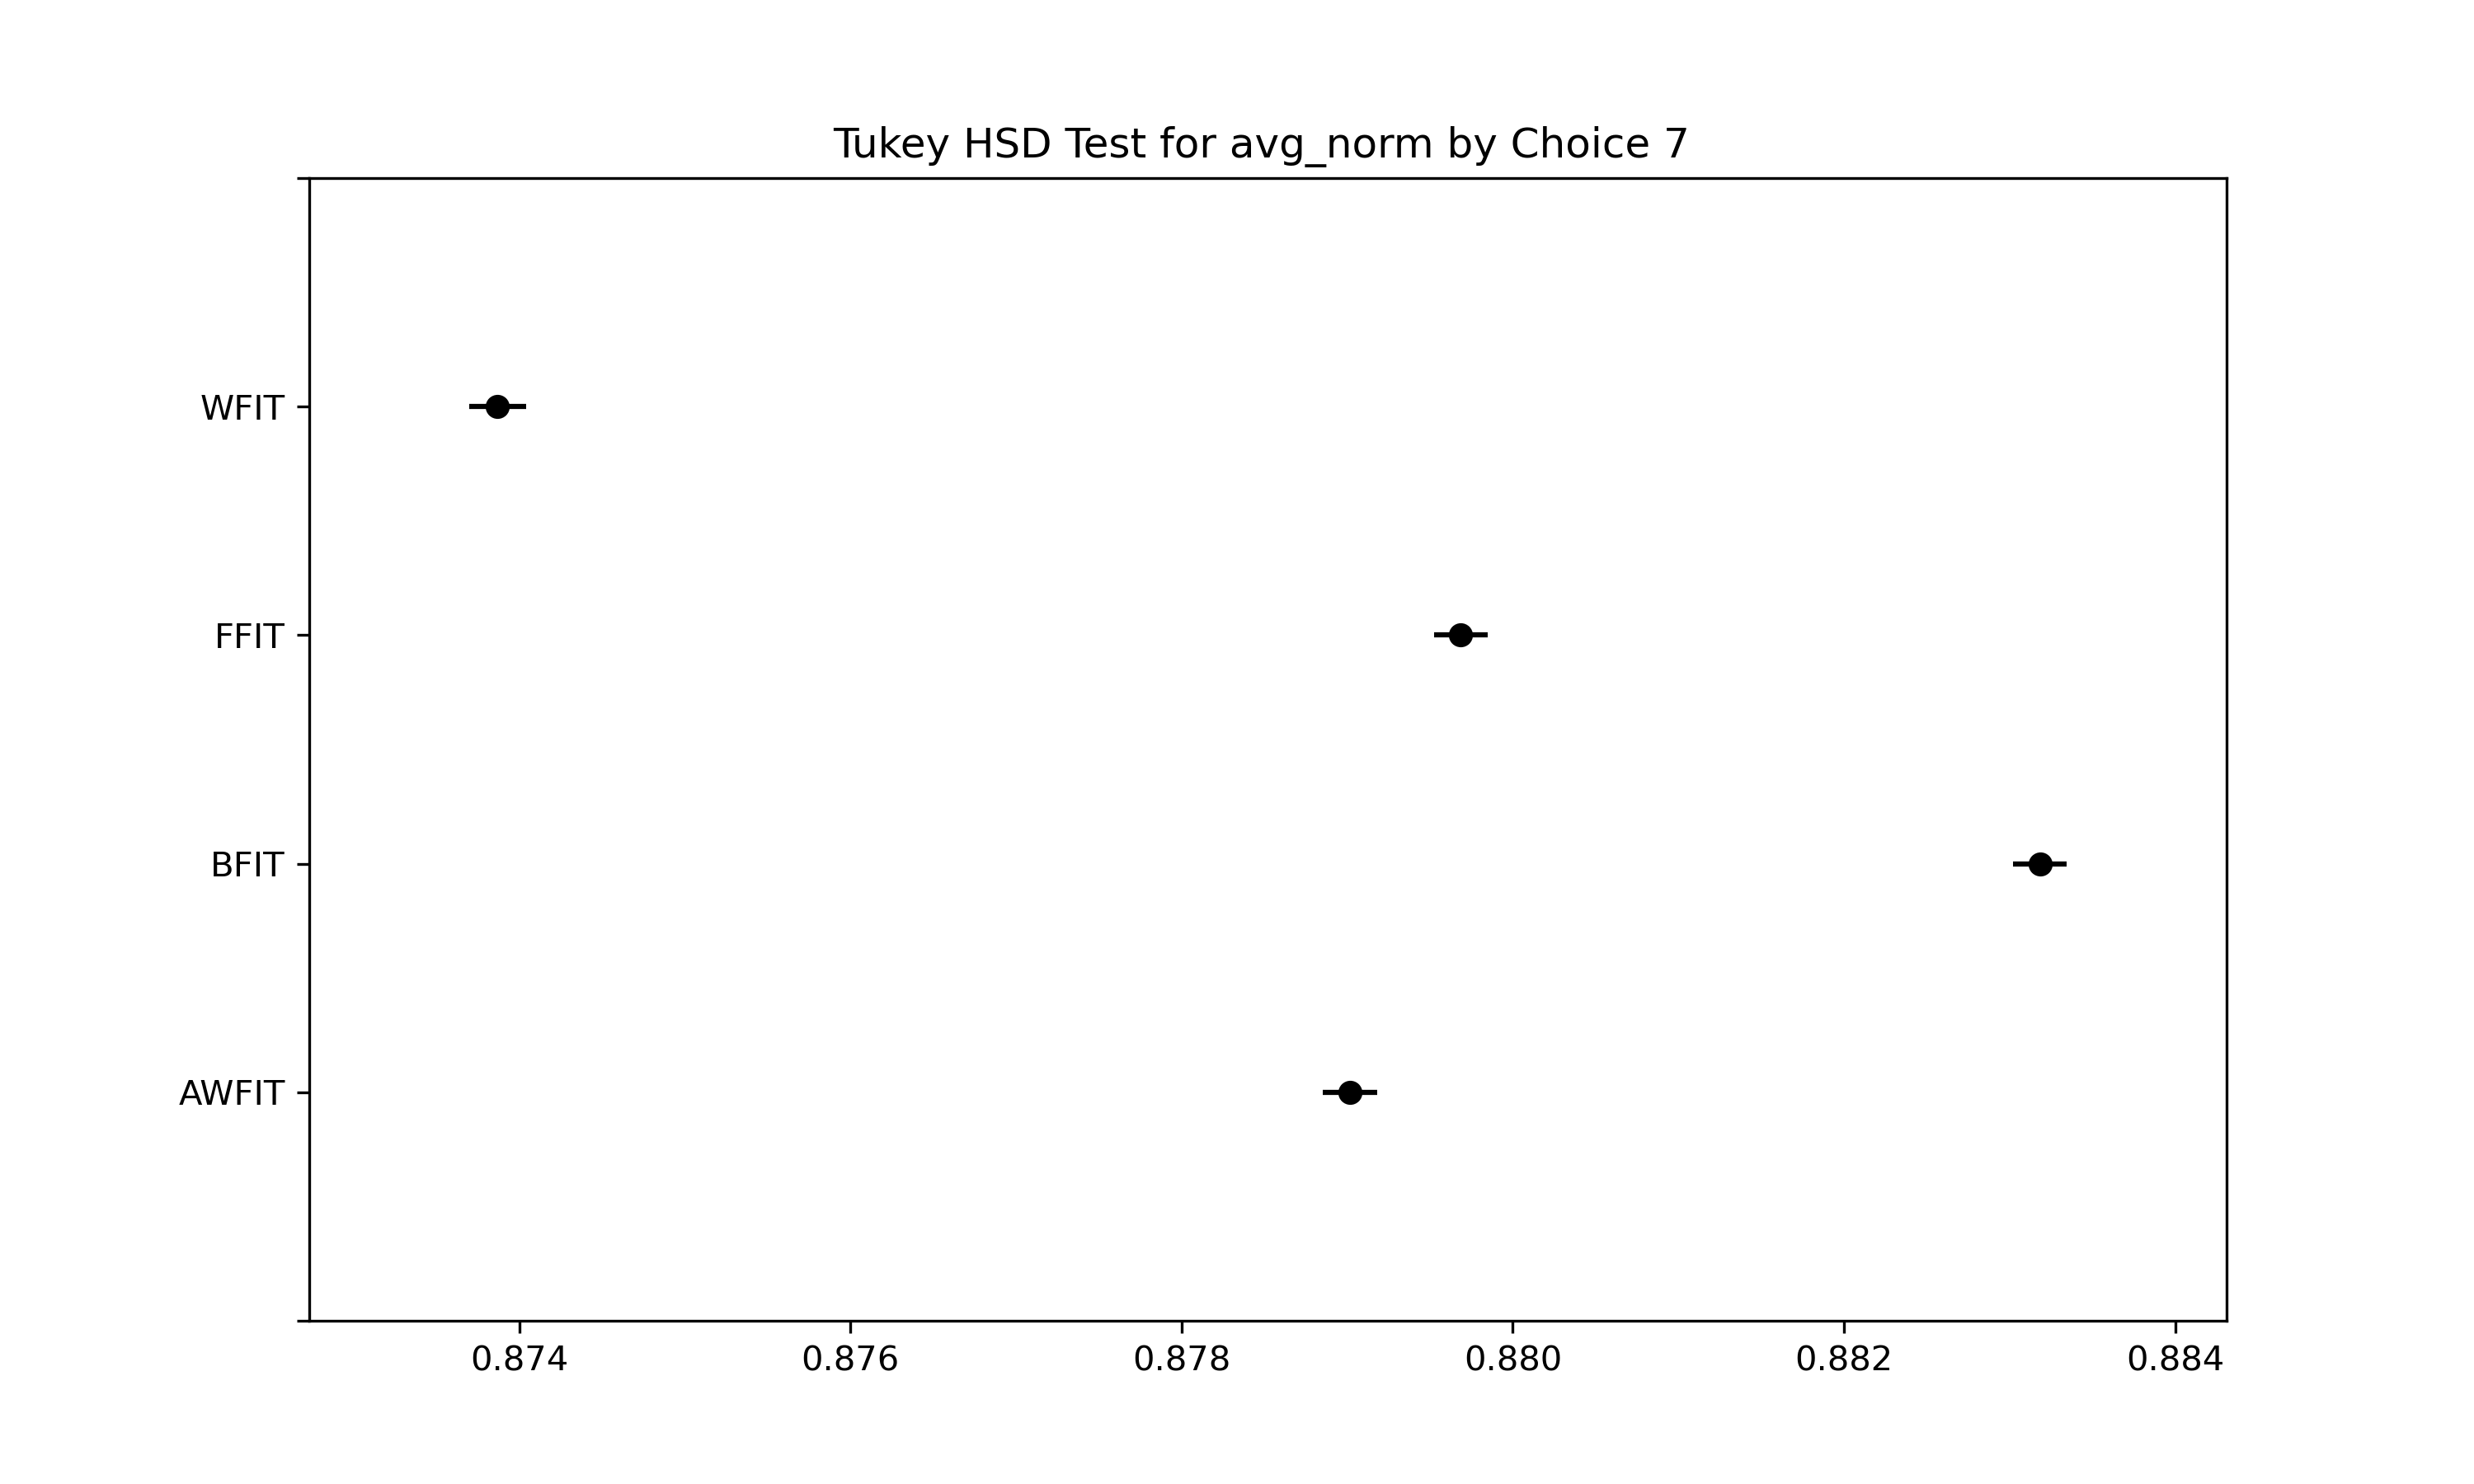 Tukey HSD Test for avg_norm by Choice 7
WFIT
FFIT
BFIT
AWFIT
0.874 0.876 0.878 0.880 0.882 0.884